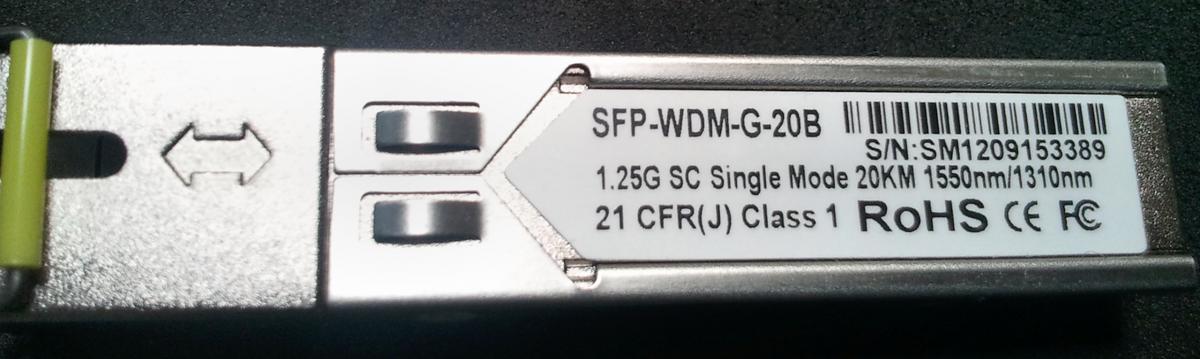 SFP-WDM-G-20B
S/N:SM1209153389
1.25G SC Single Mode 20KM 1550nm/1310nm
21 CFR(J) Class 1 RoHS CE FC